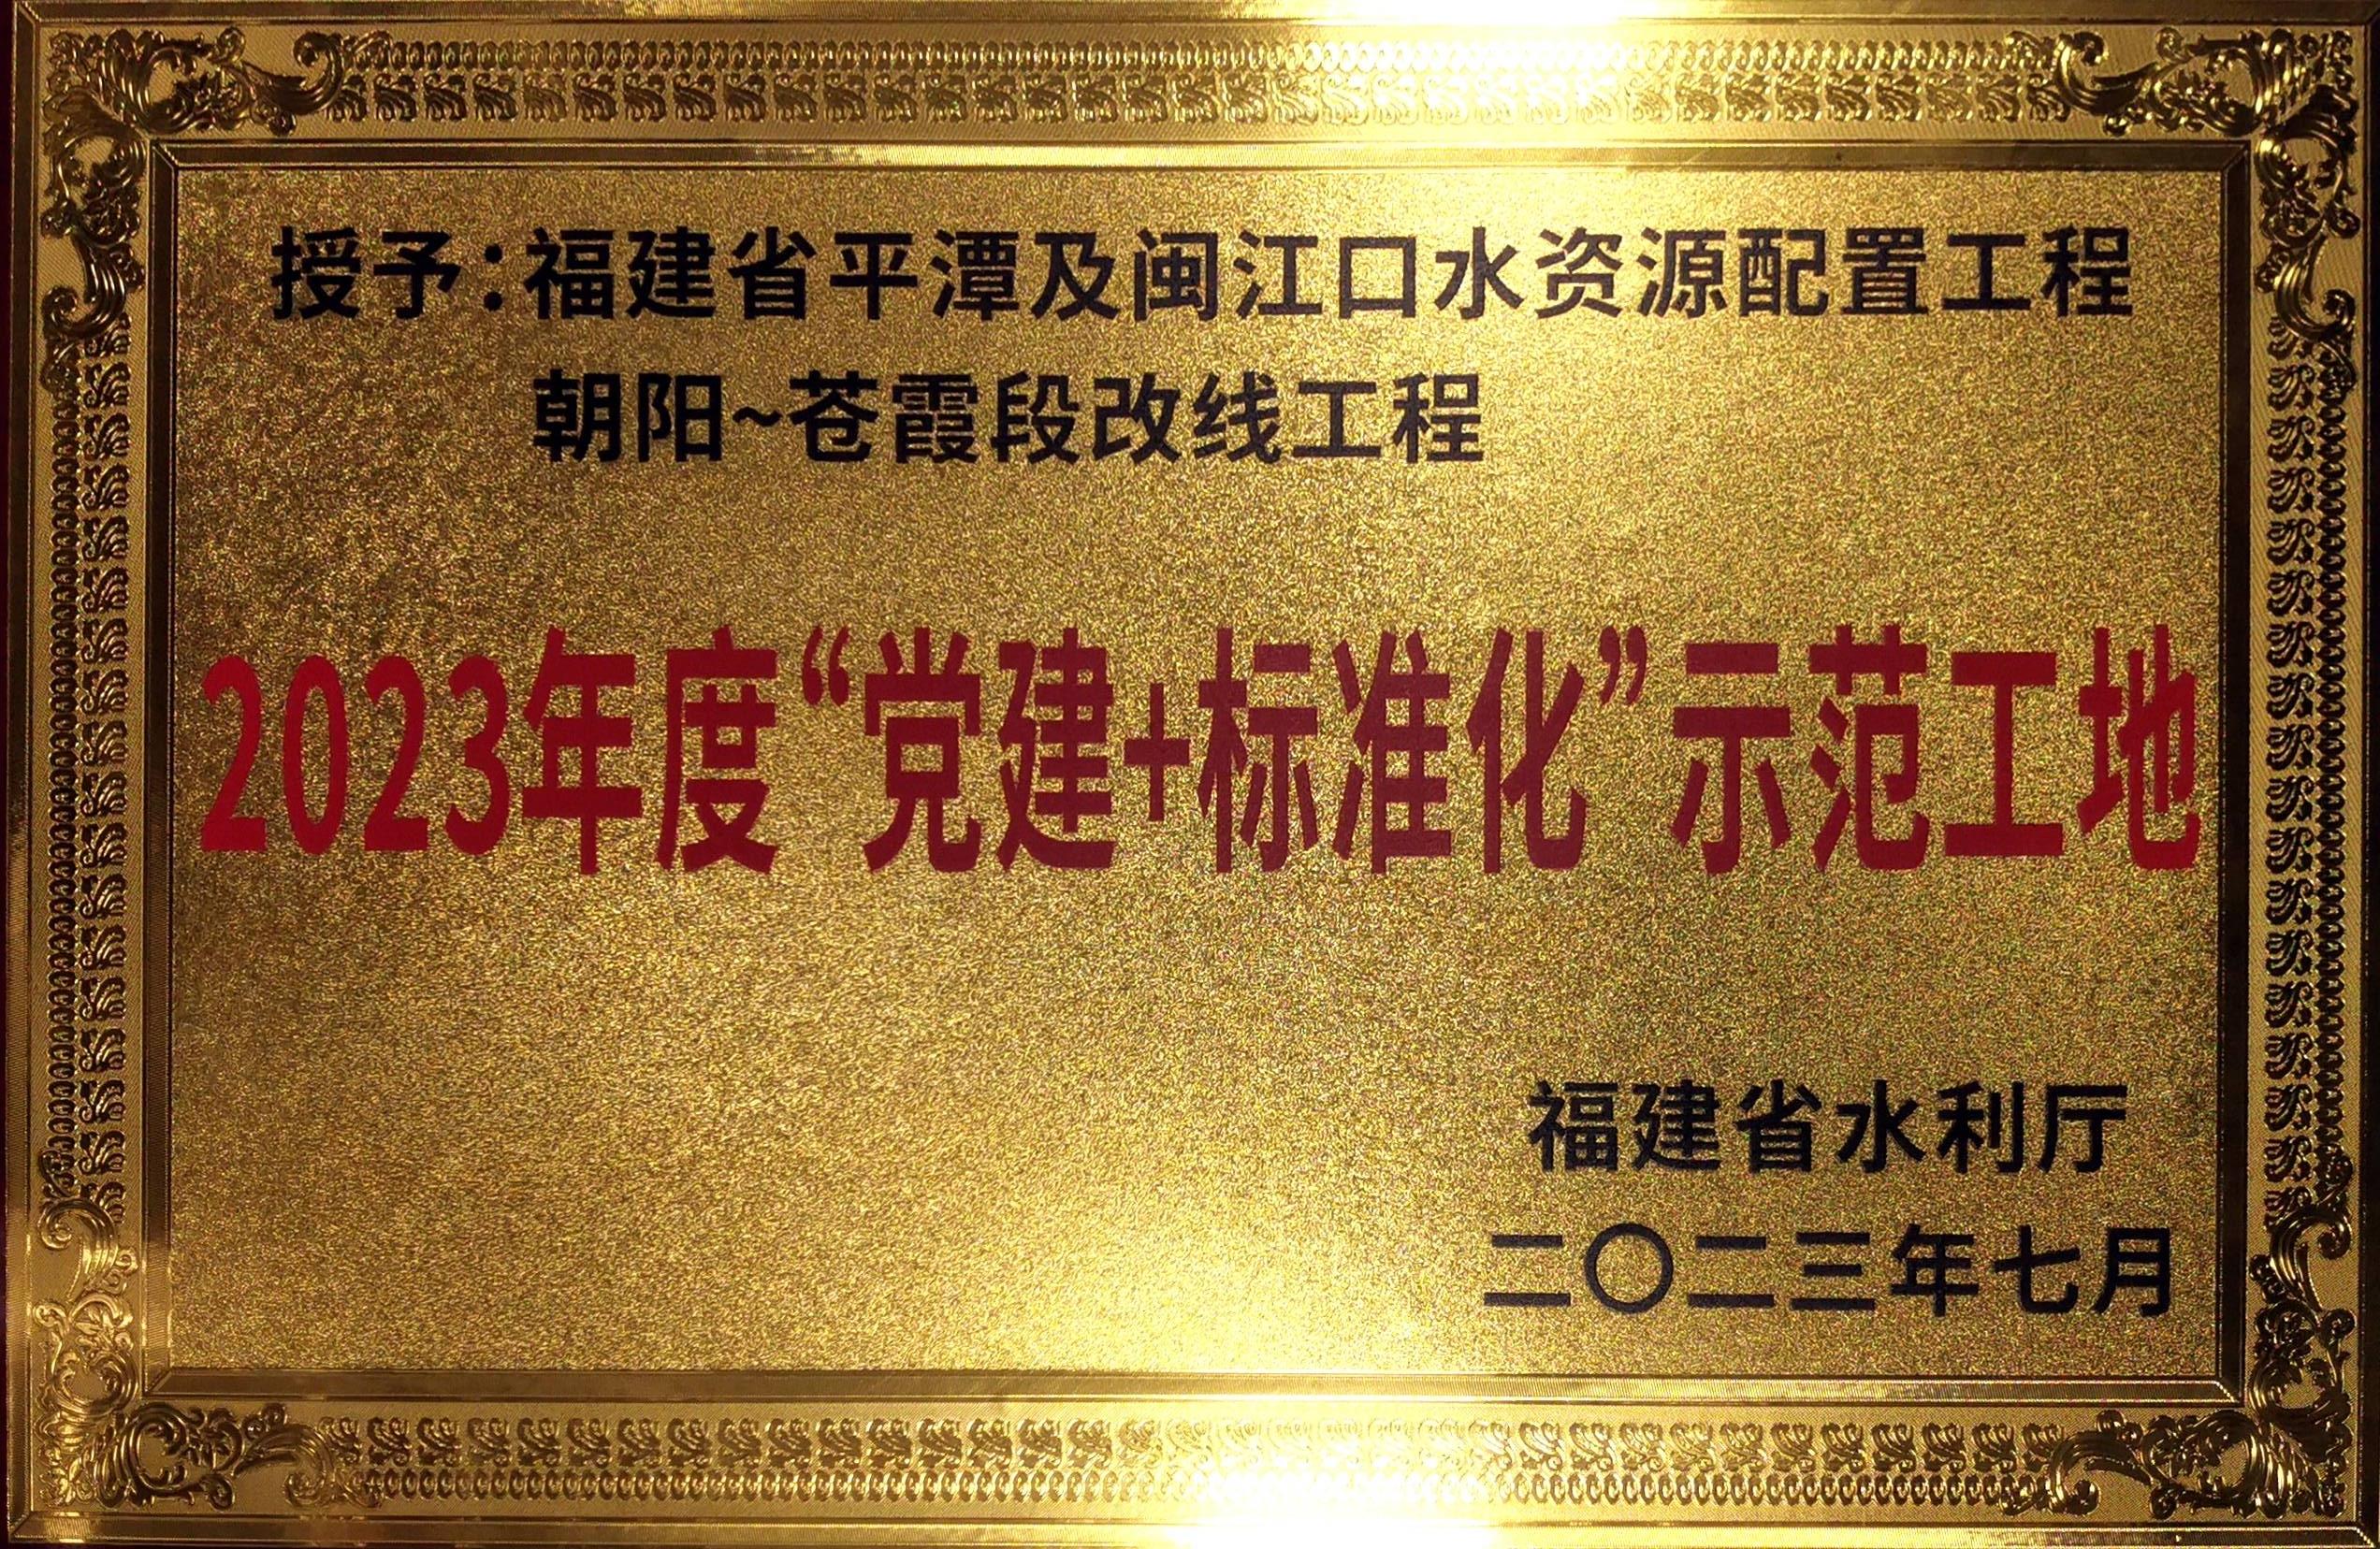 授予:福建省平潭及闽江口水资源配置工程
朝阳~苍霞段改线工程
2023年度“党建+标准化”示范工地
福建省水利厅
二〇二三年七月